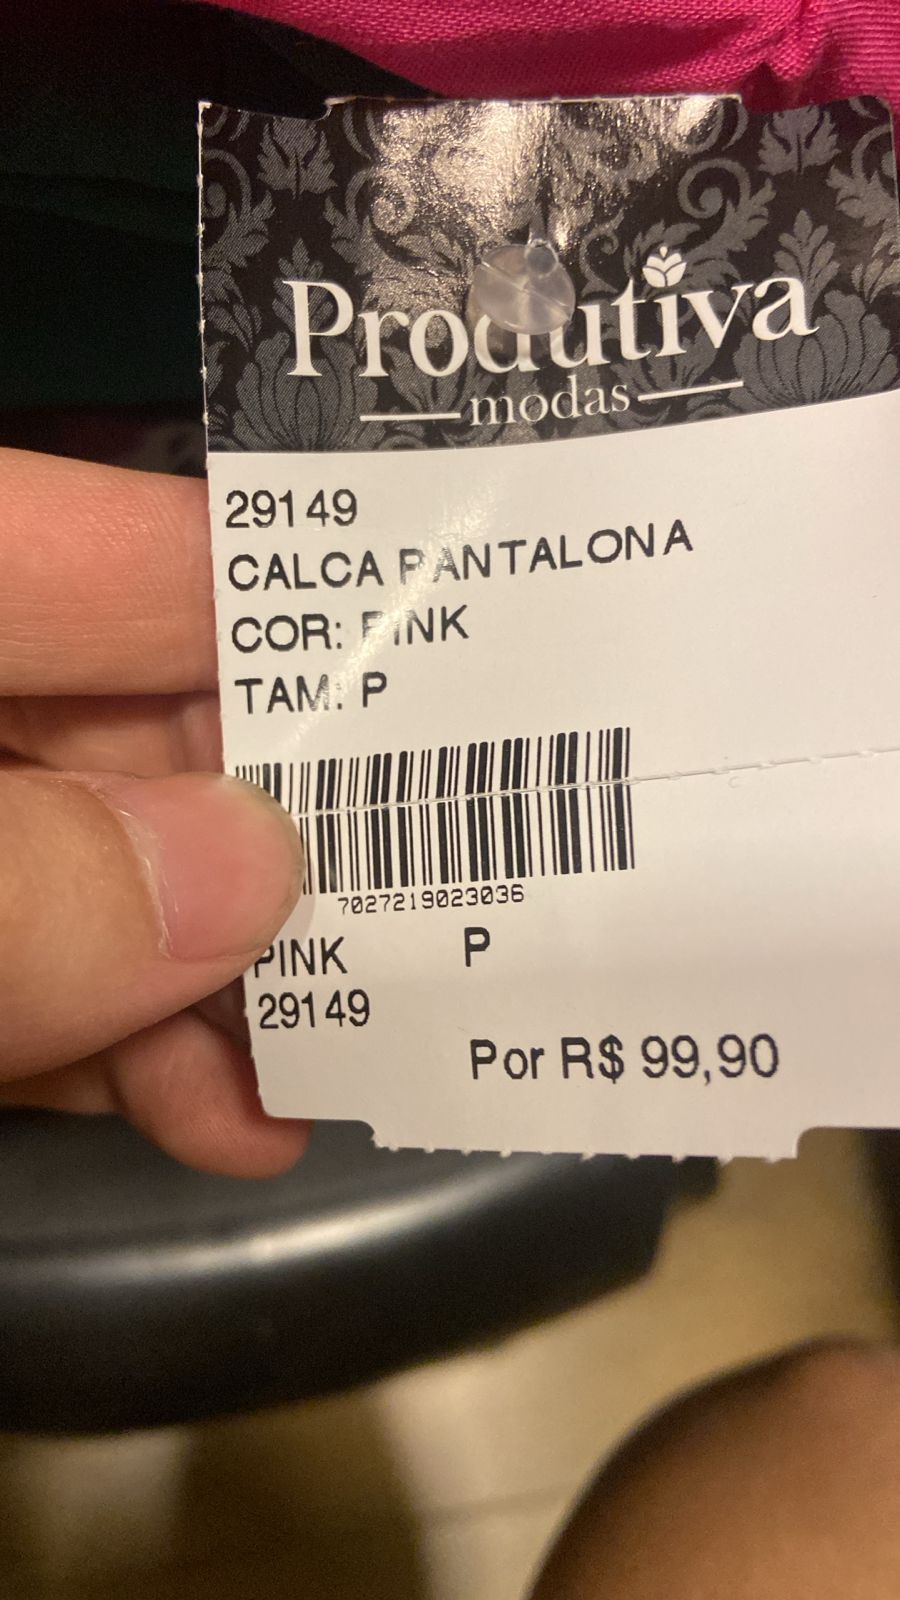 Produtiva
modas
29149
CALCA PANTALONA
COR: PINK
TAM: P
7027219023036
PINK P
29149
Por R$ 99,90